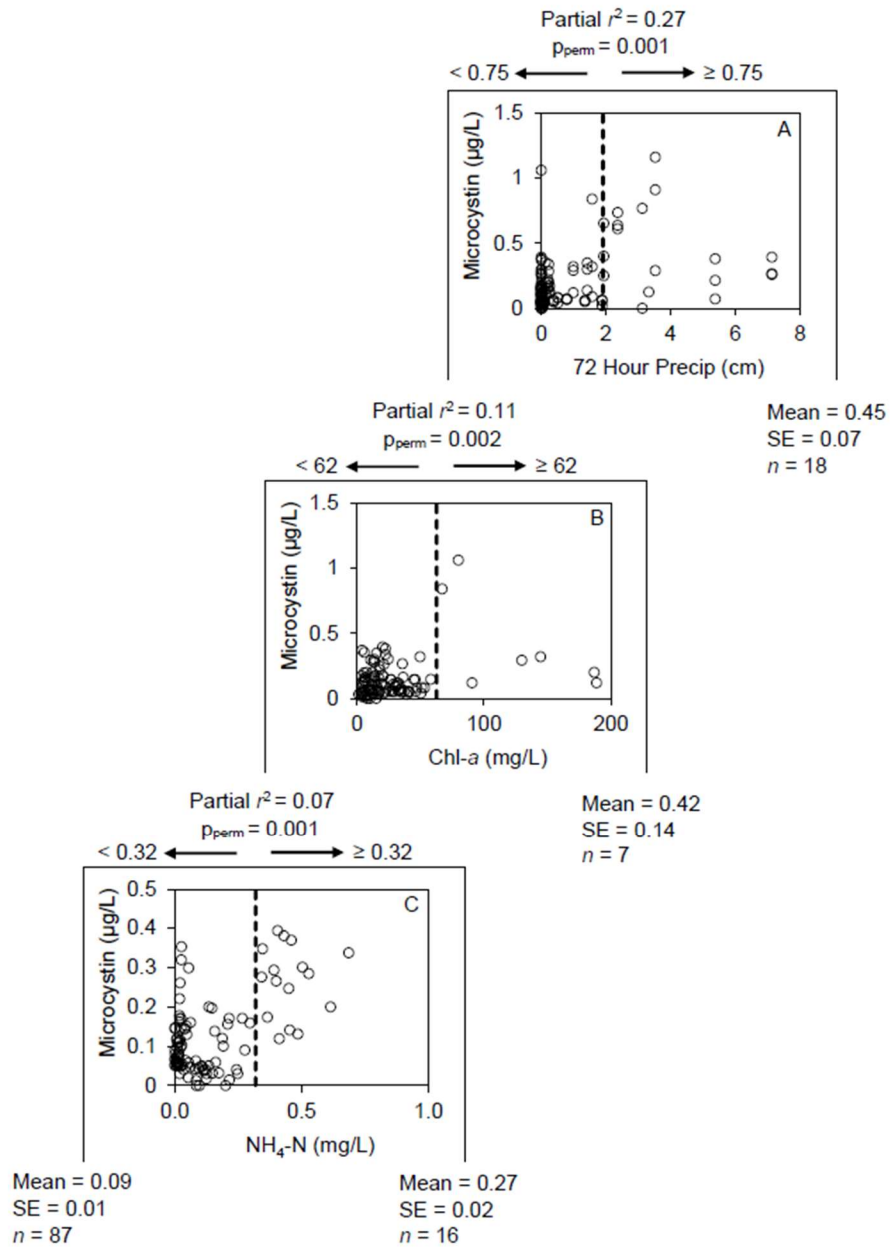 Partial r² = 0.27
pperm = 0.001
< 0.75 ≥ 0.75
A
1.5
1
0.5
0
Microcystin (µg/L)
0 2 4 6 8
72 Hour Precip (cm)
Mean = 0.45
SE = 0.07
n = 18
Partial r² = 0.11
pperm = 0.002
< 62 ≥ 62
B
1.5
1
0.5
0
Microcystin (µg/L)
0 100 200
Chl-a (mg/L)
Mean = 0.42
SE = 0.14
n = 7
Partial r² = 0.07
pperm = 0.001
< 0.32 ≥ 0.32
C
0.5
0.4
0.3
0.2
0.1
0
Microcystin (µg/L)
0.0 0.5 1.0
NH₄-N (mg/L)
Mean = 0.09
SE = 0.01
n = 87
Mean = 0.27
SE = 0.02
n = 16